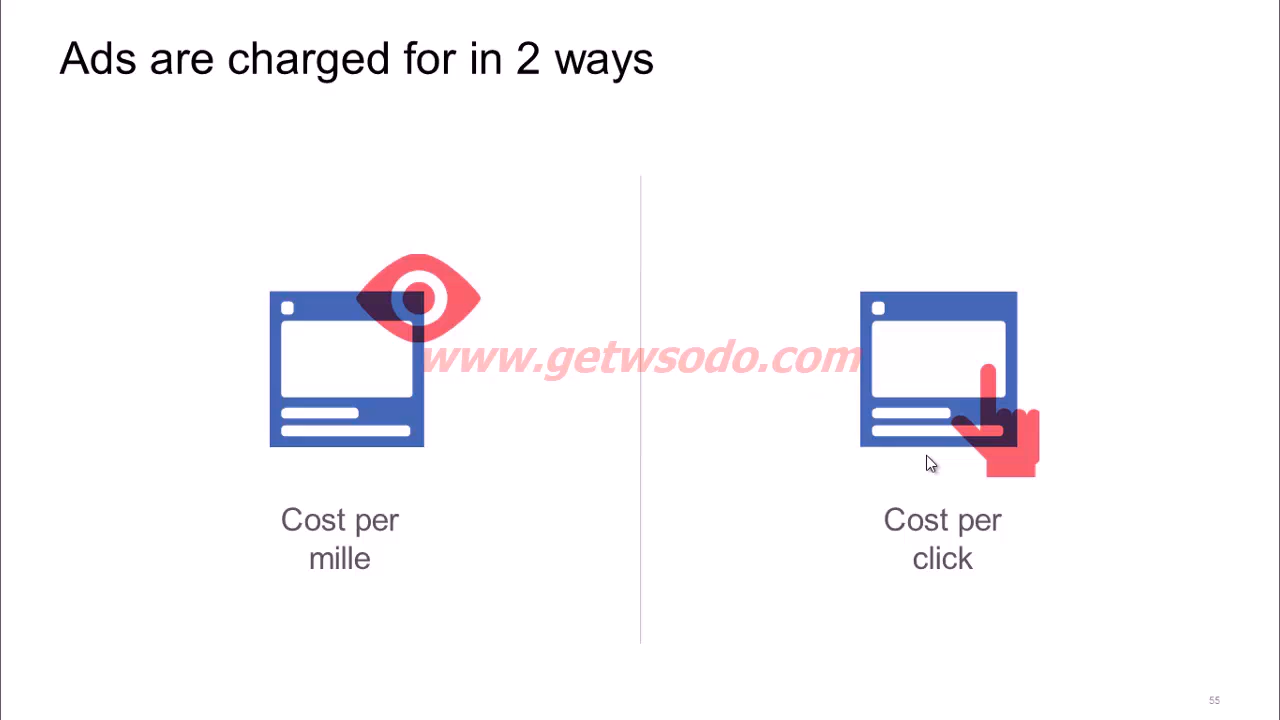 Ads are charged for in 2 ways
www.getwsodo.com
Cost per
mille
Cost per
click
55